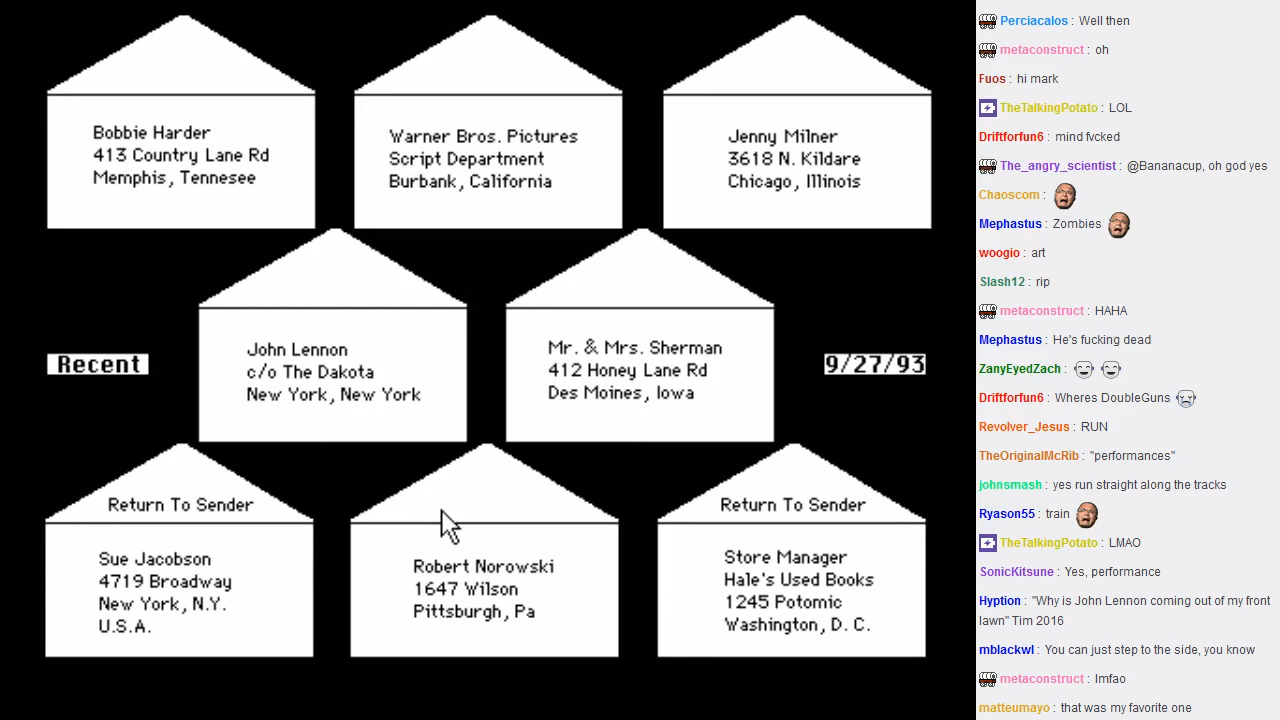 Bobbie Harder
413 Country Lane Rd
Memphis, Tennesee
Warner Bros. Pictures
Script Department
Burbank, California
Jenny Milner
3618 N. Kildare
Chicago, Illinois
Recent
John Lennon
c/o The Dakota
New York, New York
Mr. & Mrs. Sherman
412 Honey Lane Rd
Des Moines, Iowa
9/27/93
Return To Sender
Sue Jacobson
4719 Broadway
New York, N.Y.
U.S.A.
Robert Norowski
1647 Wilson
Pittsburgh, Pa
Return To Sender
Store Manager
Hale's Used Books
1245 Potomic
Washington, D. C.
Perciacalos : Well then
metaconstruct : oh
Fuos : hi mark
TheTalkingPotato : LOL
Driftforfun6 : mind fvcked
The_angry_scientist : @Bananacup, oh god yes
Chaoscom :
Mephastus : Zombies
woogio : art
Slash12 : rip
metaconstruct : HAHA
Mephastus : He's fucking dead
ZanyEyedZach :
Driftforfun6 : Wheres DoubleGuns
Revolver_Jesus : RUN
TheOriginalMcRib : "performances"
johnsmash : yes run straight along the tracks
Ryason55 : train
TheTalkingPotato : LMAO
SonicKitsune : Yes, performance
Hyption : "Why is John Lennon coming out of my front
lawn" Tim 2016
mblackwl : You can just step to the side, you know
metaconstruct : lmfao
matteumayo : that was my favorite one